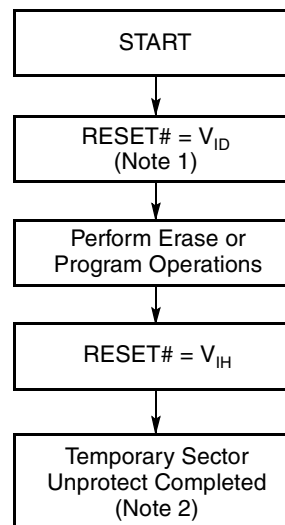 START
RESET# = V_ID
(Note 1)
Perform Erase or
Program Operations
RESET# = V_IH
Temporary Sector
Unprotect Completed
(Note 2)